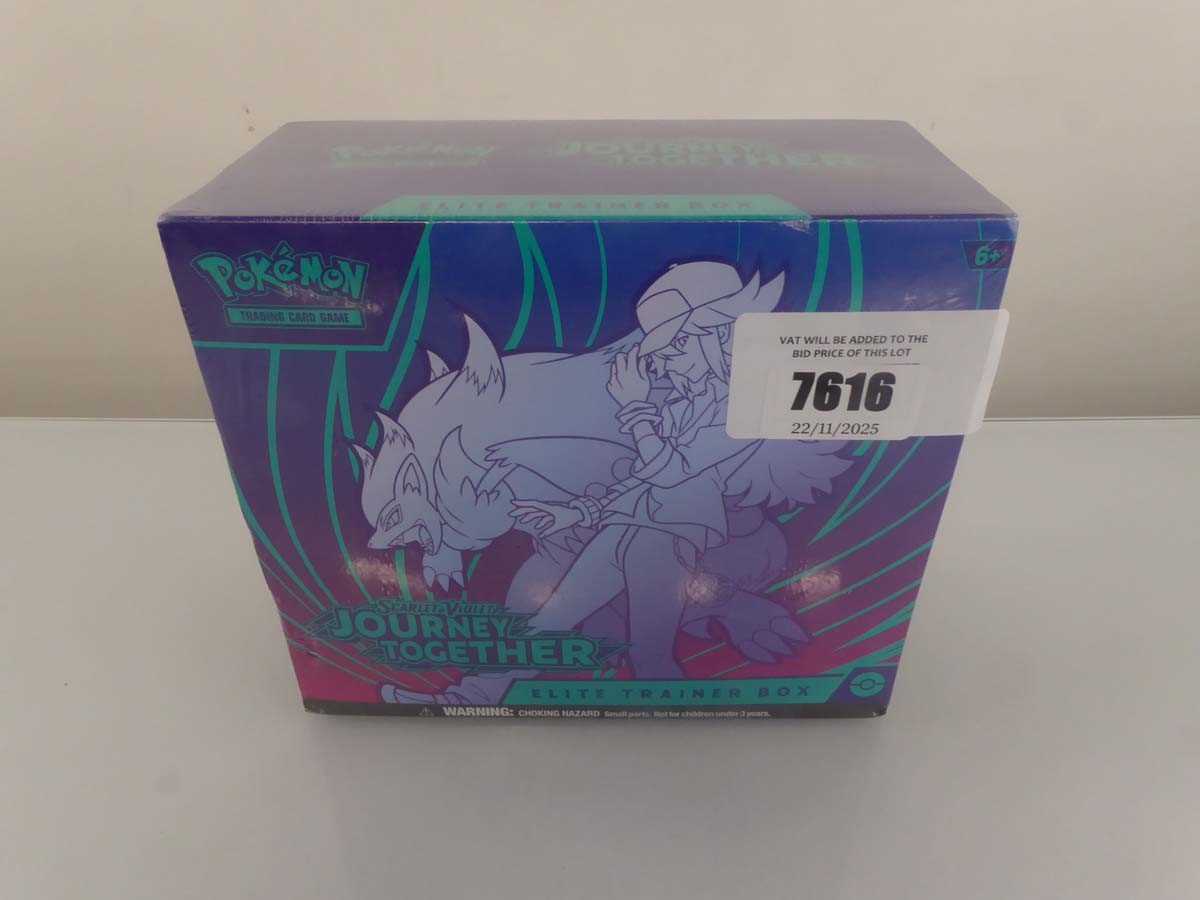 POKéMON
JOURNEY
TOGETHER
ELITE TRAINER BOX
POKéMON
TRADING CARD GAME
6+
VAT WILL BE ADDED TO THE
BID PRICE OF THIS LOT
7616
22/11/2025
SCARLET & VIOLET
JOURNEY
TOGETHER
ELITE TRAINER BOX
WARNING: CHOKING HAZARD Small parts. Not for children under 3 years.